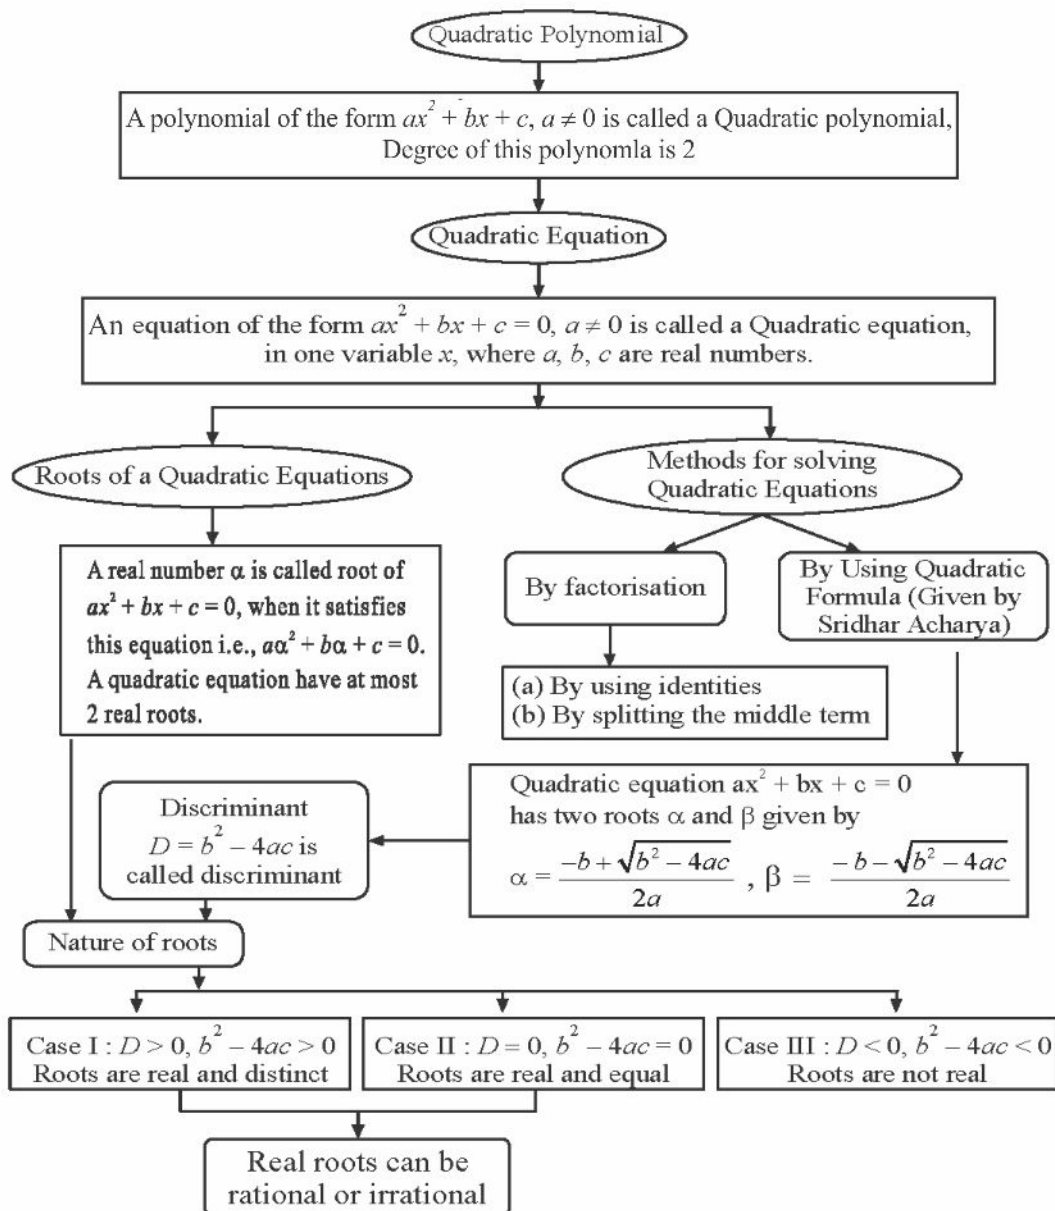 Quadratic Polynomial
A polynomial of the form ax² + bx + c, a ≠ 0 is called a Quadratic polynomial,
Degree of this polynomla is 2
Quadratic Equation
An equation of the form ax² + bx + c = 0, a ≠ 0 is called a Quadratic equation,
in one variable x, where a, b, c are real numbers.
Roots of a Quadratic Equations
A real number α is called root of
ax² + bx + c = 0, when it satisfies
this equation i.e., aα² + bα + c = 0.
A quadratic equation have at most
2 real roots.
Methods for solving
Quadratic Equations
By factorisation
(a) By using identities
(b) By splitting the middle term
By Using Quadratic
Formula (Given by
Sridhar Acharya)
Quadratic equation ax² + bx + c = 0
has two roots α and β given by
α = (−b + √(b² − 4ac))/2a , β = (−b − √(b² − 4ac))/2a
Discriminant
D = b² − 4ac is
called discriminant
Nature of roots
Case I : D > 0, b² − 4ac > 0
Roots are real and distinct
Case II : D = 0, b² − 4ac = 0
Roots are real and equal
Case III : D < 0, b² − 4ac < 0
Roots are not real
Real roots can be
rational or irrational